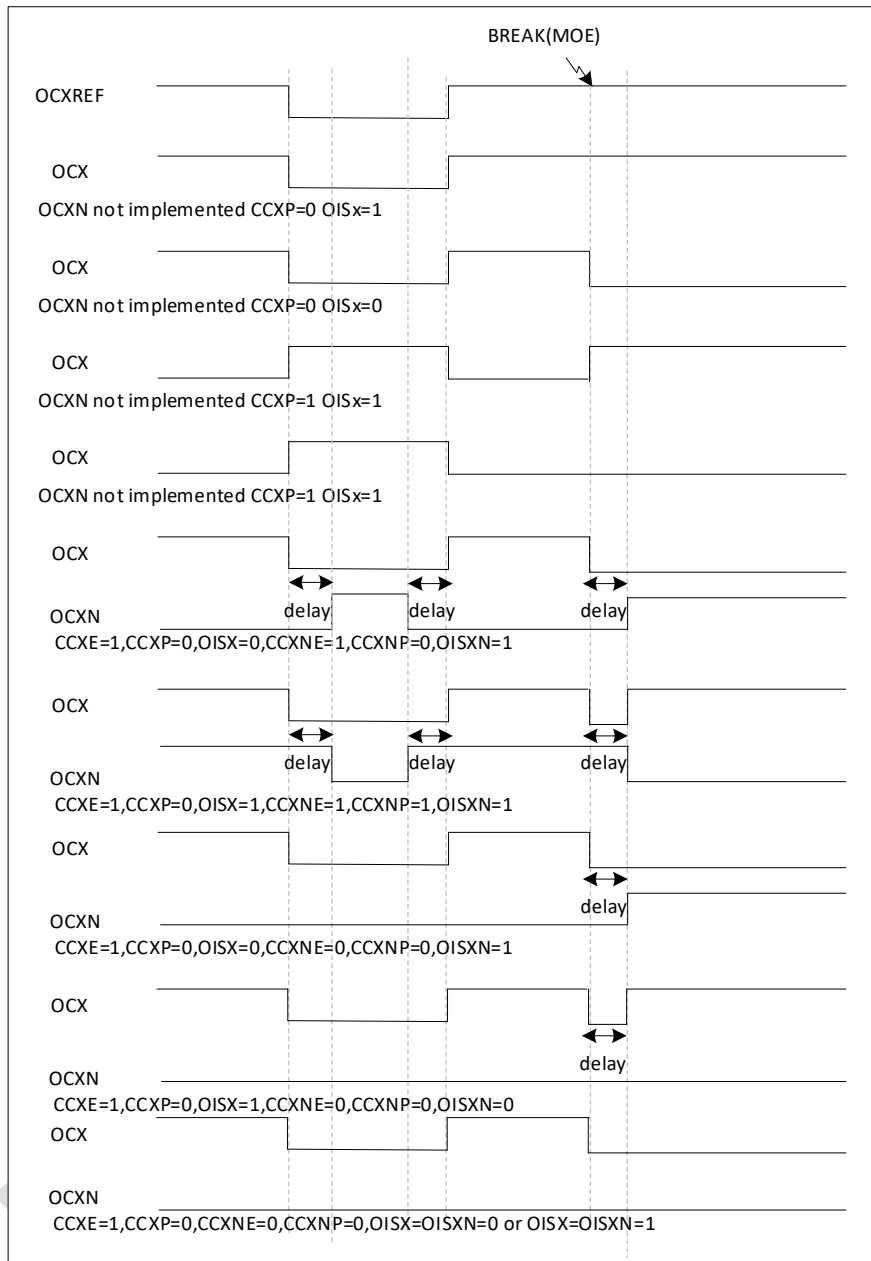 BREAK(MOE)
OCXREF
OCX
OCXN not implemented CCXP=0 OISx=1
OCX
OCXN not implemented CCXP=0 OISx=0
OCX
OCXN not implemented CCXP=1 OISx=1
OCX
OCXN not implemented CCXP=1 OISx=1
OCX
delay delay delay
OCXN
CCXE=1,CCXP=0,OISX=0,CCXNE=1,CCXNP=0,OISXN=1
OCX
delay delay delay
OCXN
CCXE=1,CCXP=0,OISX=1,CCXNE=1,CCXNP=1,OISXN=1
OCX
delay
OCXN
CCXE=1,CCXP=0,OISX=0,CCXNE=0,CCXNP=0,OISXN=1
OCX
delay
OCXN
CCXE=1,CCXP=0,OISX=1,CCXNE=0,CCXNP=0,OISXN=0
OCX
OCXN
CCXE=1,CCXP=0,CCXNE=0,CCXNP=0,OISX=OISXN=0 or OISX=OISXN=1